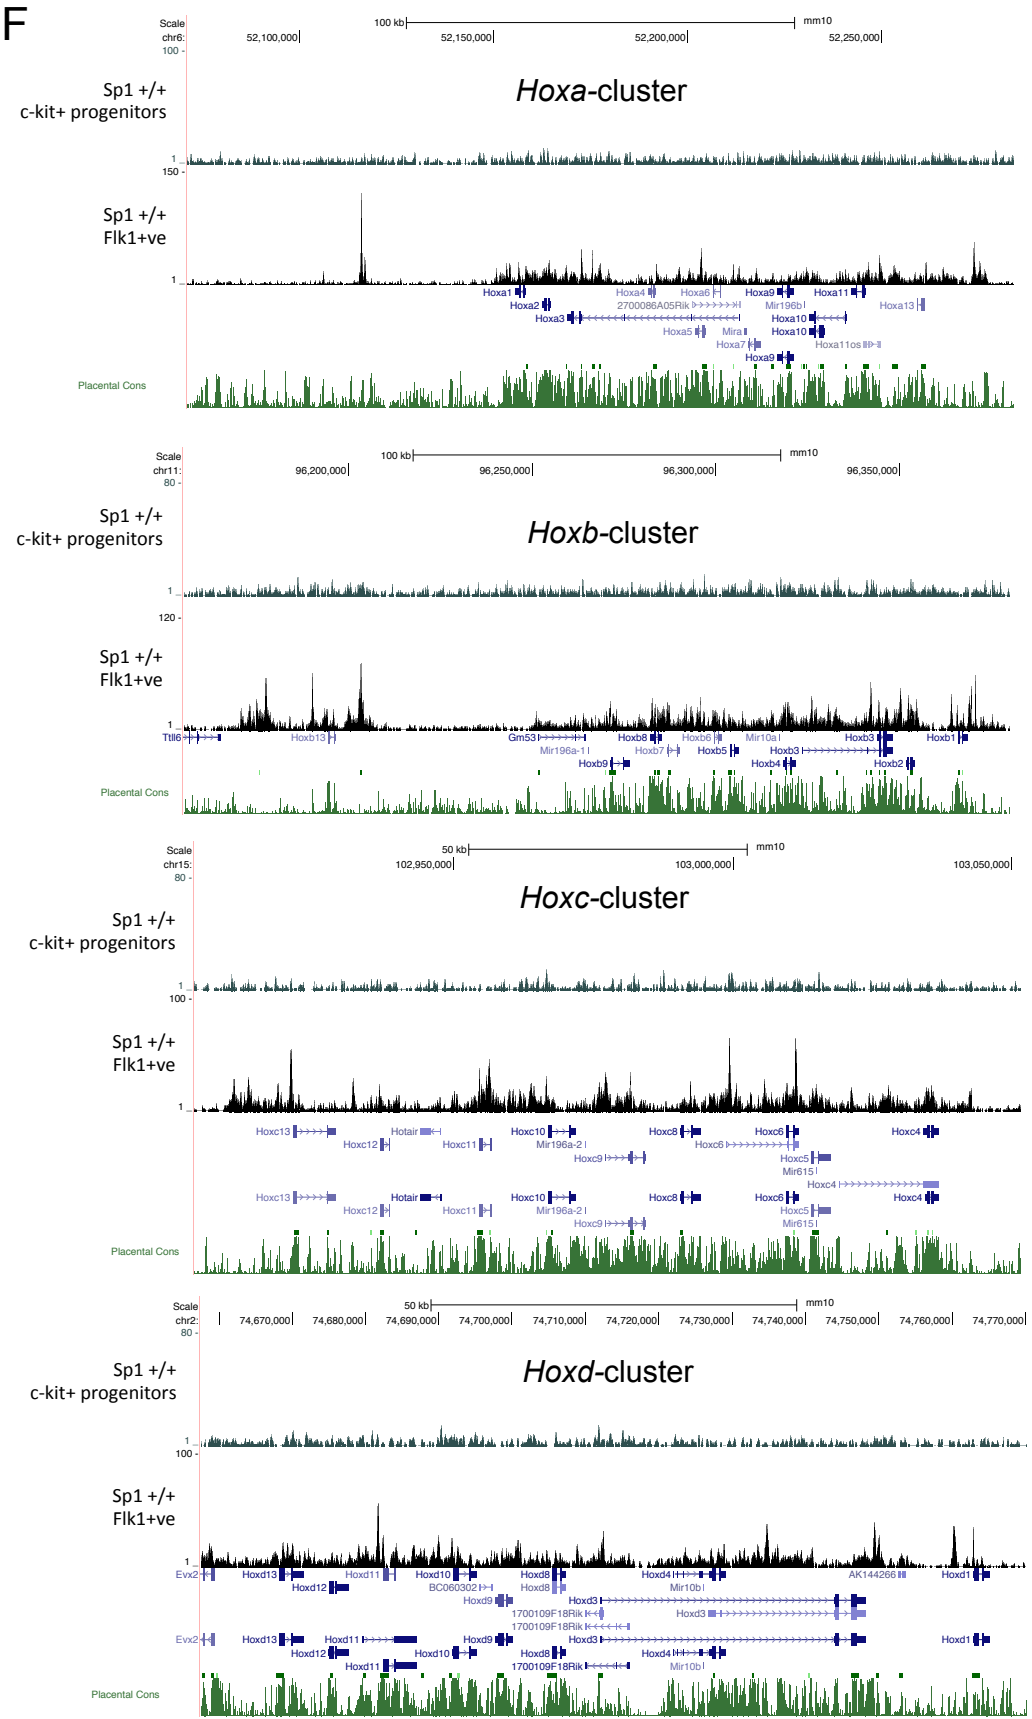 F
Scale 100 kb mm10
chr6: 52,100,000 52,150,000 52,200,000 52,250,000
100 -
Sp1 +/+
c-kit+ progenitors
Hoxa-cluster
1 _
150 -
Sp1 +/+
Flk1+ve
1 _
Hoxa1 Hoxa4 Hoxa6 Hoxa9 Hoxa11
Hoxa2 2700086A05Rik Mir196b Hoxa13
Hoxa3 Hoxa10
Hoxa5 Mira Hoxa10
Hoxa7 Hoxa11os
Hoxa9
Placental Cons
Scale 100 kb mm10
chr11: 96,200,000 96,250,000 96,300,000 96,350,000
80 -
Sp1 +/+
c-kit+ progenitors
Hoxb-cluster
1 _
120 -
Sp1 +/+
Flk1+ve
1 _
Ttll6 Hoxb13 Gm53 Hoxb8 Hoxb6 Mir10a Hoxb3 Hoxb1
Mir196a-1 Hoxb7 Hoxb5 Hoxb3
Hoxb9 Hoxb4 Hoxb2
Placental Cons
Scale 50 kb mm10
chr15: 102,950,000 103,000,000 103,050,000
80 -
Sp1 +/+
c-kit+ progenitors
Hoxc-cluster
1 _
100 -
Sp1 +/+
Flk1+ve
1 _
Hoxc13 Hotair Hoxc10 Hoxc8 Hoxc6 Hoxc4
Hoxc12 Hoxc11 Mir196a-2 Hoxc6
Hoxc9 Hoxc5
Mir615
Hoxc4
Hoxc13 Hotair Hoxc10 Hoxc8 Hoxc6 Hoxc4
Hoxc12 Hoxc11 Mir196a-2 Hoxc5
Hoxc9 Mir615
Placental Cons
Scale 50 kb mm10
chr2: 74,670,000 74,680,000 74,690,000 74,700,000 74,710,000 74,720,000 74,730,000 74,740,000 74,750,000 74,760,000 74,770,000
80 -
Sp1 +/+
c-kit+ progenitors
Hoxd-cluster
1 _
100 -
Sp1 +/+
Flk1+ve
1 _
Evx2 Hoxd13 Hoxd11 Hoxd10 Hoxd8 Hoxd4 AK144266 Hoxd1
Hoxd12 BC060302 Hoxd8 Mir10b
Hoxd9 Hoxd3
1700109F18Rik Hoxd3
1700109F18Rik
Evx2 Hoxd13 Hoxd11 Hoxd9 Hoxd3 Hoxd1
Hoxd12 Hoxd10 Hoxd8 Hoxd4
Hoxd11 1700109F18Rik Mir10b
Placental Cons